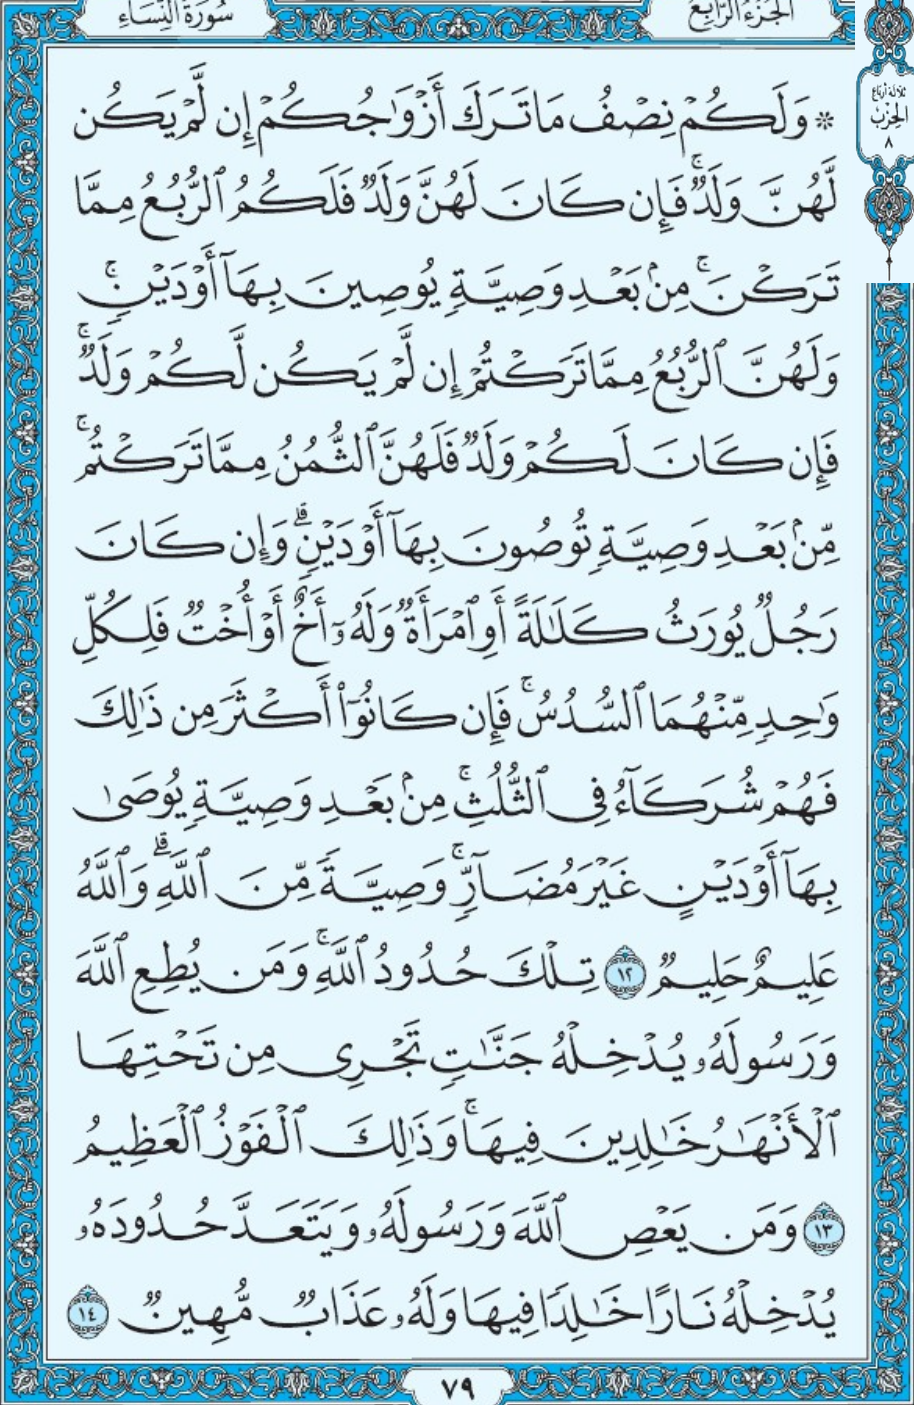 سُورَةُ النِّسَاءِ
الجُزْءُ الرَّابِعُ
ثلاثة أرباع
الحِزْبُ
٨
۞ وَلَكُمْ نِصْفُ مَا تَرَكَ أَزْوَٰجُكُمْ إِن لَّمْ يَكُن
لَّهُنَّ وَلَدٌ ۚ فَإِن كَانَ لَهُنَّ وَلَدٌ فَلَكُمُ ٱلرُّبُعُ مِمَّا
تَرَكْنَ ۚ مِنۢ بَعْدِ وَصِيَّةٍ يُوصِينَ بِهَآ أَوْ دَيْنٍ ۚ
وَلَهُنَّ ٱلرُّبُعُ مِمَّا تَرَكْتُمْ إِن لَّمْ يَكُن لَّكُمْ وَلَدٌ ۚ
فَإِن كَانَ لَكُمْ وَلَدٌ فَلَهُنَّ ٱلثُّمُنُ مِمَّا تَرَكْتُم ۚ
مِّنۢ بَعْدِ وَصِيَّةٍ تُوصُونَ بِهَآ أَوْ دَيْنٍ ۗ وَإِن كَانَ
رَجُلٌ يُورَثُ كَلَٰلَةً أَوِ ٱمْرَأَةٌ وَلَهُۥٓ أَخٌ أَوْ أُخْتٌ فَلِكُلِّ
وَٰحِدٍ مِّنْهُمَا ٱلسُّدُسُ ۚ فَإِن كَانُوٓا۟ أَكْثَرَ مِن ذَٰلِكَ
فَهُمْ شُرَكَآءُ فِى ٱلثُّلُثِ ۚ مِنۢ بَعْدِ وَصِيَّةٍ يُوصَىٰ
بِهَآ أَوْ دَيْنٍ غَيْرَ مُضَآرٍّ ۚ وَصِيَّةً مِّنَ ٱللَّهِ ۗ وَٱللَّهُ
عَلِيمٌ حَلِيمٌ ١٢ تِلْكَ حُدُودُ ٱللَّهِ ۚ وَمَن يُطِعِ ٱللَّهَ
وَرَسُولَهُۥ يُدْخِلْهُ جَنَّٰتٍ تَجْرِى مِن تَحْتِهَا
ٱلْأَنْهَٰرُ خَٰلِدِينَ فِيهَا ۚ وَذَٰلِكَ ٱلْفَوْزُ ٱلْعَظِيمُ
١٣ وَمَن يَعْصِ ٱللَّهَ وَرَسُولَهُۥ وَيَتَعَدَّ حُدُودَهُۥ
يُدْخِلْهُ نَارًا خَٰلِدًا فِيهَا وَلَهُۥ عَذَابٌ مُّهِينٌ ١٤
٧٩